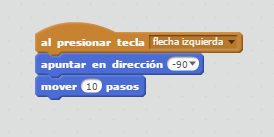 al presionar tecla flecha izquierda
apuntar en dirección -90
mover 10 pasos